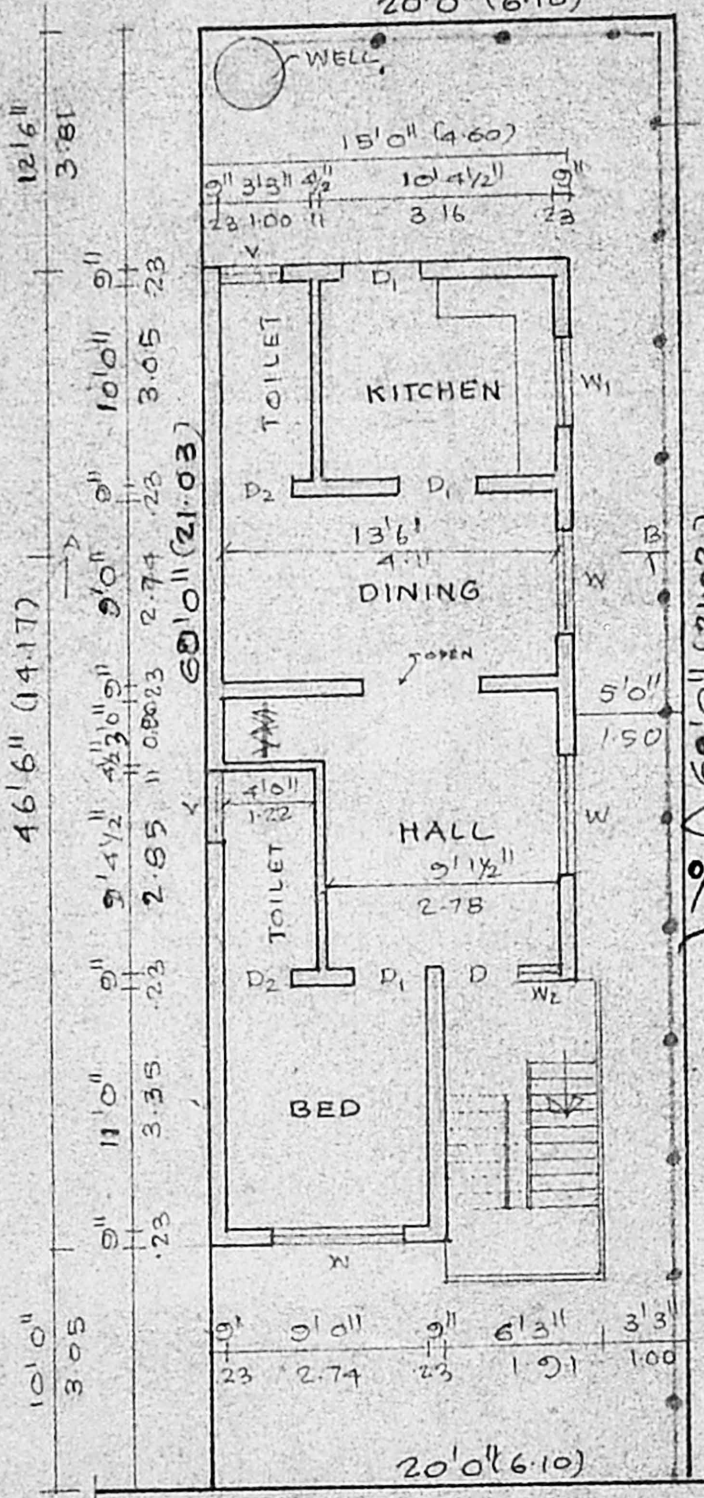 20'0" (6.10)
WELL
12'6"
3.81
15'0" (4.60)
9" 3'3" 4½" 10'4½" 9"
.23 1.00 11 3.16 .23
V
D1
9"
.23
TOILET
KITCHEN
W1
10'0"
3.05
D2
D1
9"
.23
13'6"
4.11
B
DINING
W
9'0"
2.74
69'0" (21.03)
46'6" (14.17)
OPEN
9"
.23
5'0"
1.50
69'0" (21.03)
3'0"
0.80
4½"
11
4'0"
1.22
V
HALL
W
TOILET
9'1½"
2.78
9'4½"
2.85
D2
D1
D
W2
9"
.23
BED
11'0"
3.35
9"
.23
W
10'0"
3.05
9" 9'0" 9" 6'3" 3'3"
23 2.74 23 1.91 1.00
20'0" (6.10)